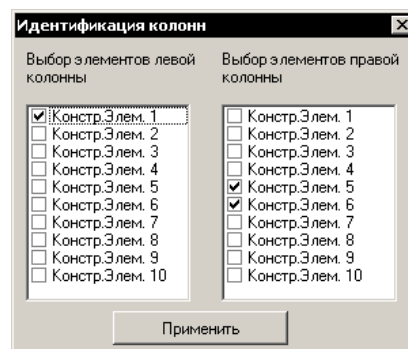 Идентификация колонн
Выбор элементов левой колонны
Констр.Элем. 1
Констр.Элем. 2
Констр.Элем. 3
Констр.Элем. 4
Констр.Элем. 5
Констр.Элем. 6
Констр.Элем. 7
Констр.Элем. 8
Констр.Элем. 9
Констр.Элем. 10
Выбор элементов правой колонны
Констр.Элем. 1
Констр.Элем. 2
Констр.Элем. 3
Констр.Элем. 4
Констр.Элем. 5
Констр.Элем. 6
Констр.Элем. 7
Констр.Элем. 8
Констр.Элем. 9
Констр.Элем. 10
Применить